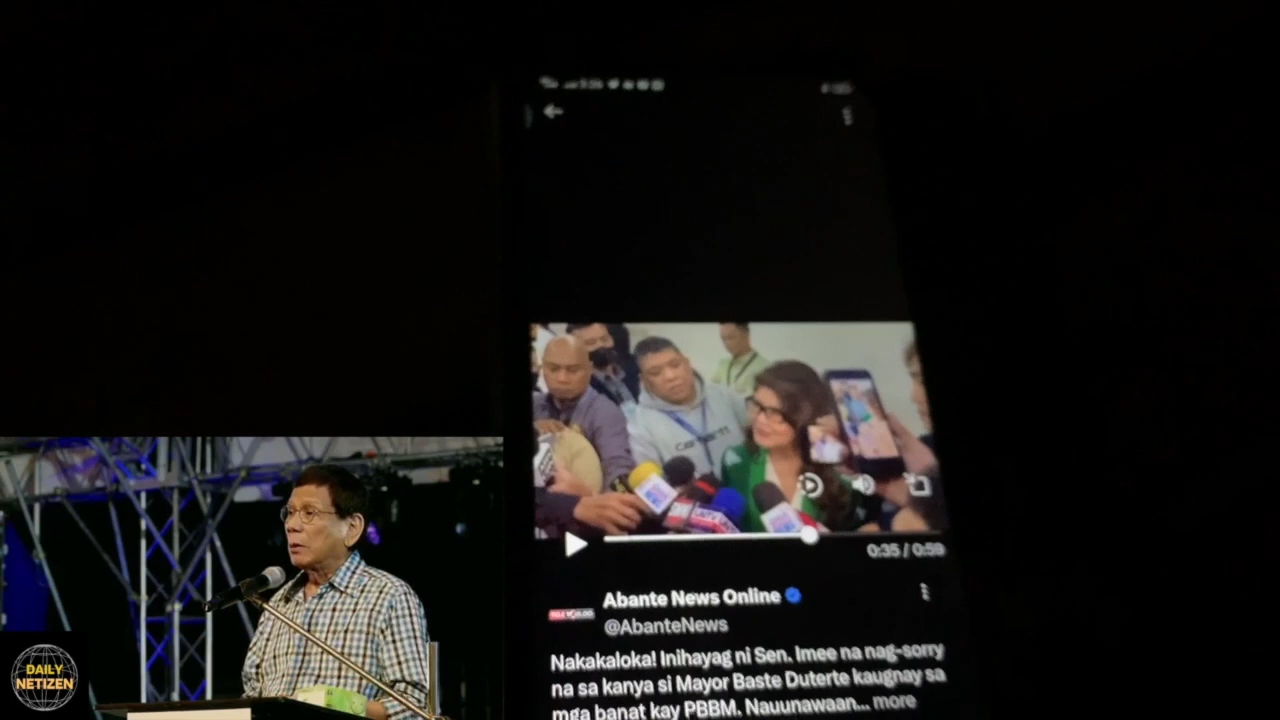 0:35 / 0:59
Abante News Online
@AbanteNews
Nakakaloka! Inihayag ni Sen. Imee na nag-sorry
na sa kanya si Mayor Baste Duterte kaugnay sa
mga banat kay PBBM. Nauunawaan... more
DAILY
NETIZEN